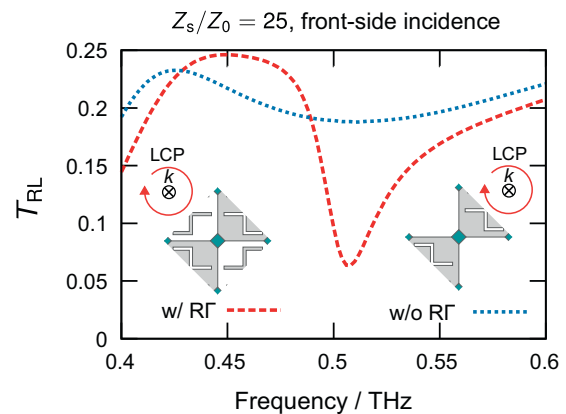 Zs/Z0 = 25, front-side incidence
0.25
0.2
0.15
0.1
0.05
0
TRL
LCP
k
LCP
k
w/ RΓ
w/o RΓ
0.4
0.45
0.5
0.55
0.6
Frequency / THz